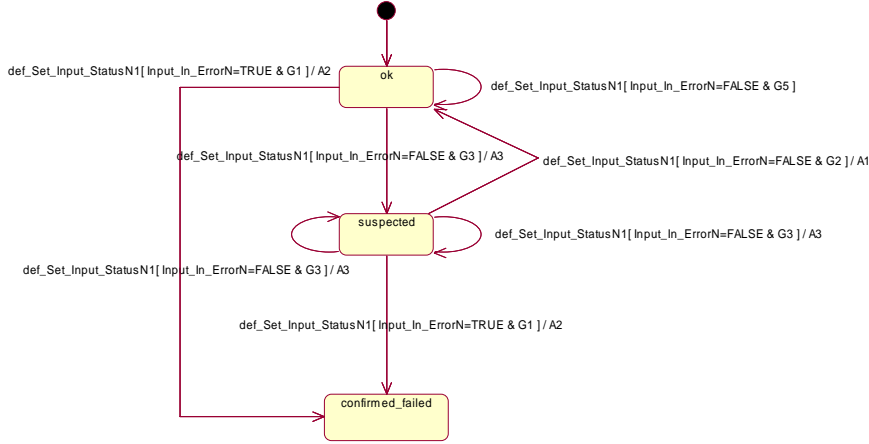 def_Set_Input_StatusN1[ Input_In_ErrorN=TRUE & G1 ] / A2
ok
def_Set_Input_StatusN1[ Input_In_ErrorN=FALSE & G5 ]
def_Set_Input_StatusN1[ Input_In_ErrorN=FALSE & G3 ] / A3
def_Set_Input_StatusN1[ Input_In_ErrorN=FALSE & G2 ] / A1
suspected
def_Set_Input_StatusN1[ Input_In_ErrorN=FALSE & G3 ] / A3
def_Set_Input_StatusN1[ Input_In_ErrorN=FALSE & G3 ] / A3
def_Set_Input_StatusN1[ Input_In_ErrorN=TRUE & G1 ] / A2
confirmed_failed